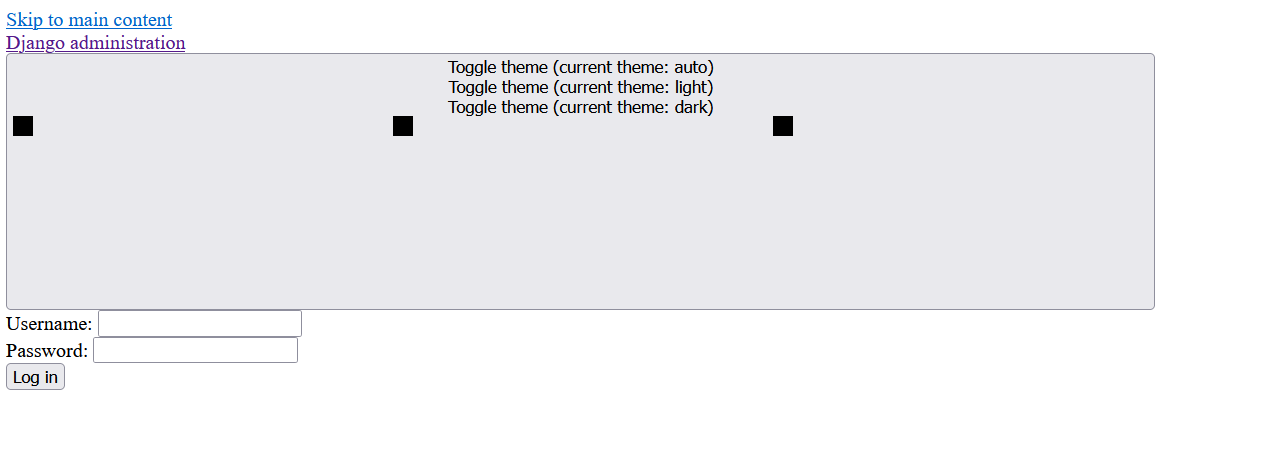 Skip to main content
Django administration
Toggle theme (current theme: auto)
Toggle theme (current theme: light)
Toggle theme (current theme: dark)
Username:
Password:
Log in